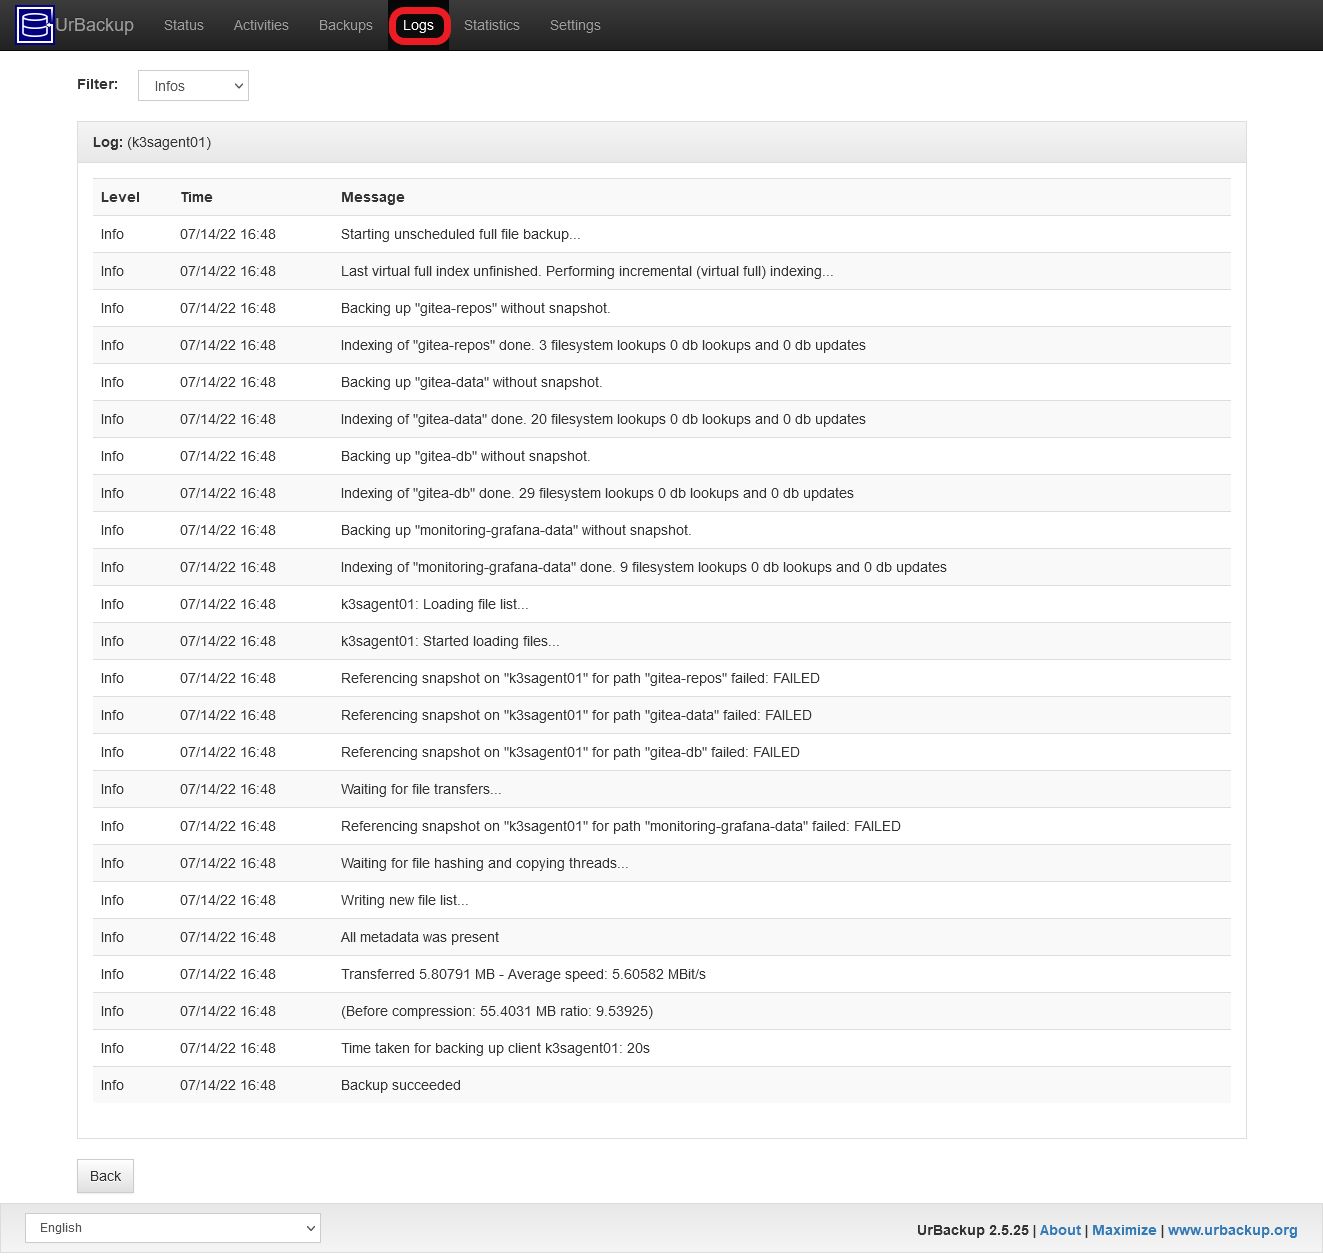 UrBackup Status Activities Backups Logs Statistics Settings
Filter: Infos
Log: (k3sagent01)
Level Time Message
Info 07/14/22 16:48 Starting unscheduled full file backup...
Info 07/14/22 16:48 Last virtual full index unfinished. Performing incremental (virtual full) indexing...
Info 07/14/22 16:48 Backing up "gitea-repos" without snapshot.
Info 07/14/22 16:48 Indexing of "gitea-repos" done. 3 filesystem lookups 0 db lookups and 0 db updates
Info 07/14/22 16:48 Backing up "gitea-data" without snapshot.
Info 07/14/22 16:48 Indexing of "gitea-data" done. 20 filesystem lookups 0 db lookups and 0 db updates
Info 07/14/22 16:48 Backing up "gitea-db" without snapshot.
Info 07/14/22 16:48 Indexing of "gitea-db" done. 29 filesystem lookups 0 db lookups and 0 db updates
Info 07/14/22 16:48 Backing up "monitoring-grafana-data" without snapshot.
Info 07/14/22 16:48 Indexing of "monitoring-grafana-data" done. 9 filesystem lookups 0 db lookups and 0 db updates
Info 07/14/22 16:48 k3sagent01: Loading file list...
Info 07/14/22 16:48 k3sagent01: Started loading files...
Info 07/14/22 16:48 Referencing snapshot on "k3sagent01" for path "gitea-repos" failed: FAILED
Info 07/14/22 16:48 Referencing snapshot on "k3sagent01" for path "gitea-data" failed: FAILED
Info 07/14/22 16:48 Referencing snapshot on "k3sagent01" for path "gitea-db" failed: FAILED
Info 07/14/22 16:48 Waiting for file transfers...
Info 07/14/22 16:48 Referencing snapshot on "k3sagent01" for path "monitoring-grafana-data" failed: FAILED
Info 07/14/22 16:48 Waiting for file hashing and copying threads...
Info 07/14/22 16:48 Writing new file list...
Info 07/14/22 16:48 All metadata was present
Info 07/14/22 16:48 Transferred 5.80791 MB - Average speed: 5.60582 MBit/s
Info 07/14/22 16:48 (Before compression: 55.4031 MB ratio: 9.53925)
Info 07/14/22 16:48 Time taken for backing up client k3sagent01: 20s
Info 07/14/22 16:48 Backup succeeded
Back
English UrBackup 2.5.25 | About | Maximize | www.urbackup.org